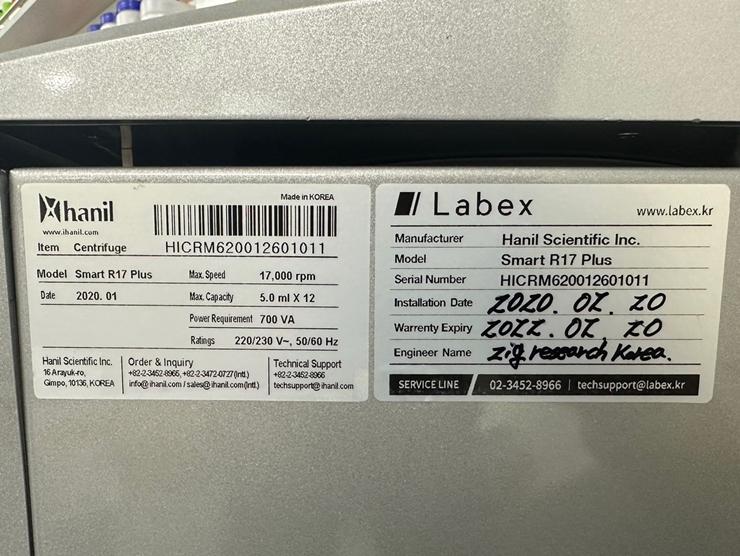 hanil
www.ihanil.com
Made in KOREA
Item Centrifuge HICRM620012601011
Model Smart R17 Plus Max. Speed 17,000 rpm
Date 2020. 01 Max. Capacity 5.0 ml X 12
Power Requirement 700 VA
Ratings 220/230 V~, 50/60 Hz
Hanil Scientific Inc.
16 Arayuk-ro,
Gimpo, 10136, KOREA
Order & Inquiry
+82-2-3452-8965, +82-2-3472-0727(Intl.)
info@ihanil.com / sales@ihanil.com(Intl.)
Technical Support
+82-2-3452-8966
techsupport@ihanil.com
Labex www.labex.kr
Manufacturer Hanil Scientific Inc.
Model Smart R17 Plus
Serial Number HICRM620012601011
Installation Date 2020. 02. 20
Warrenty Expiry 2022. 02. 20
Engineer Name zig research Korea.
SERVICE LINE 02-3452-8966 | techsupport@labex.kr